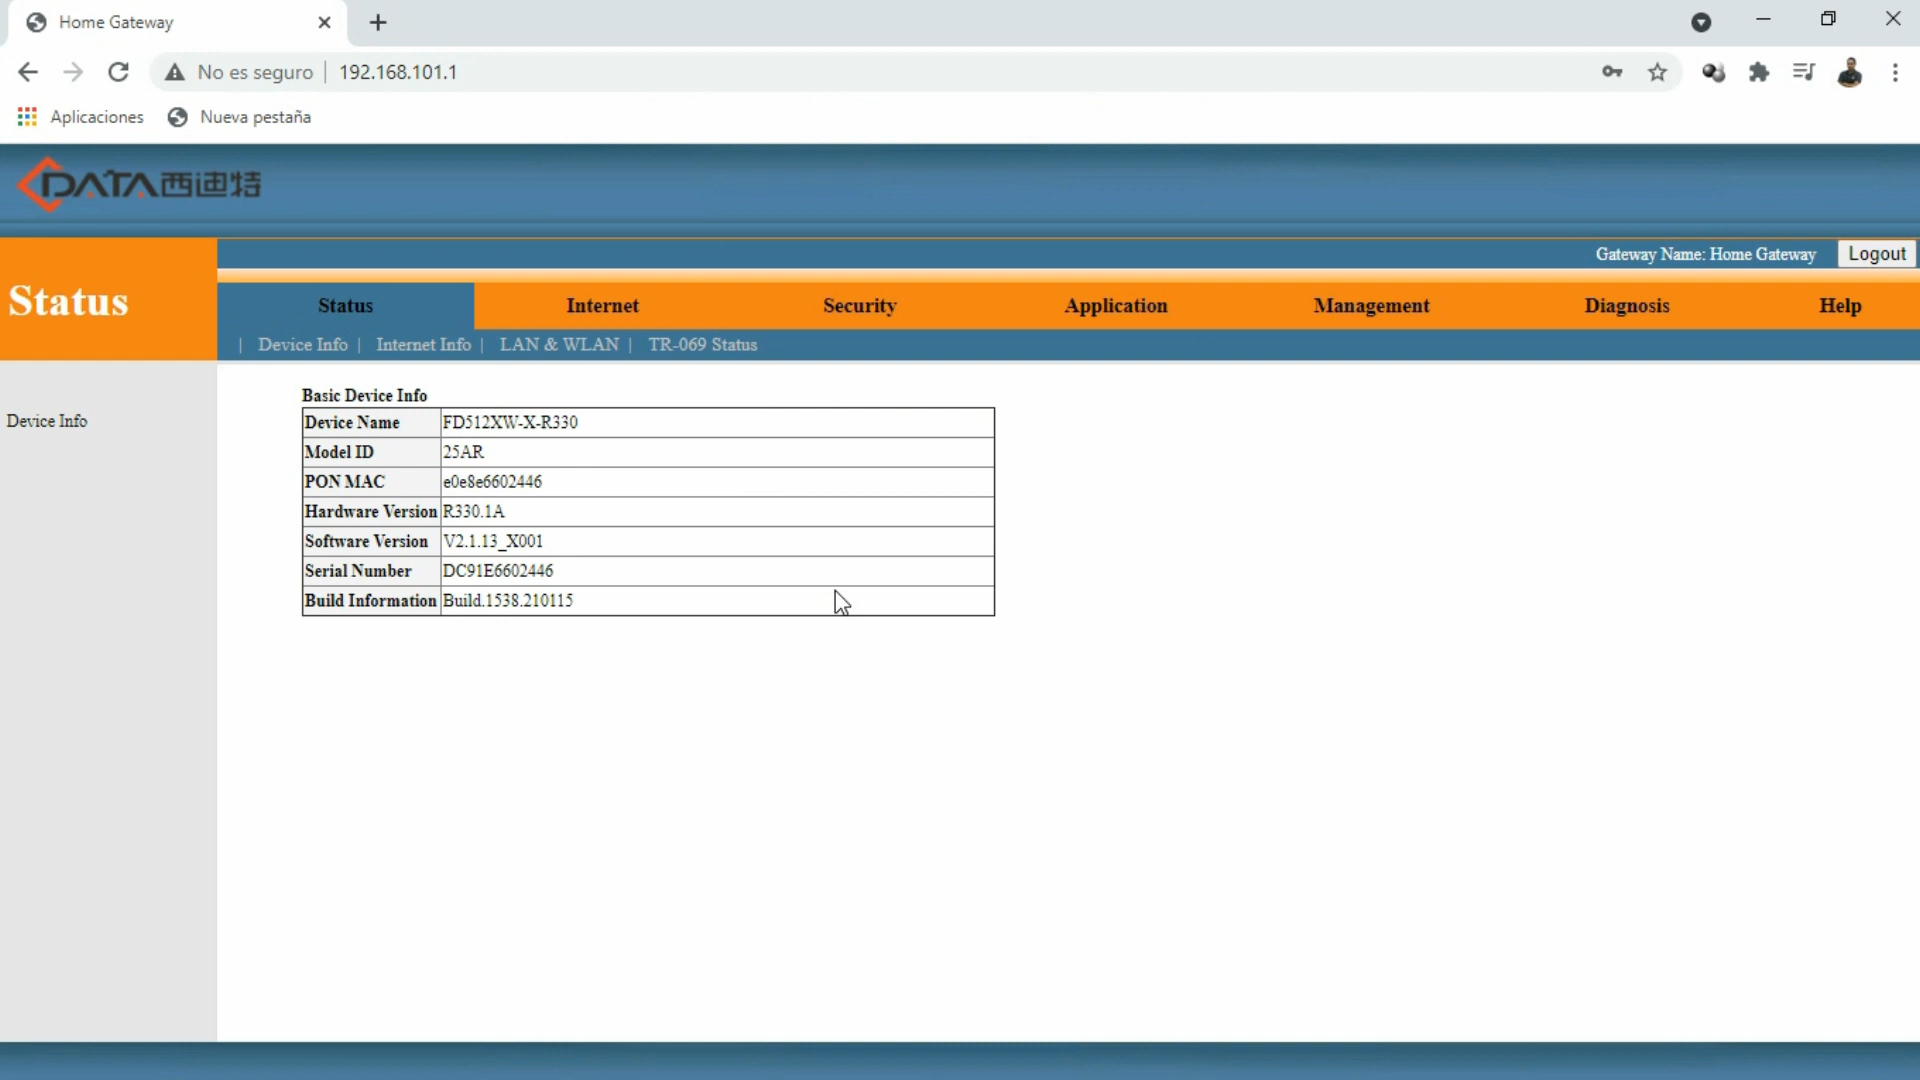 Home Gateway
No es seguro | 192.168.101.1
Aplicaciones Nueva pestaña
DATA西迪特
Gateway Name: Home Gateway Logout
Status
Status Internet Security Application Management Diagnosis Help
| Device Info | Internet Info | LAN & WLAN | TR-069 Status
Device Info
Basic Device Info
Device Name FD512XW-X-R330
Model ID 25AR
PON MAC e0e8e6602446
Hardware Version R330.1A
Software Version V2.1.13_X001
Serial Number DC91E6602446
Build Information Build.1538.210115